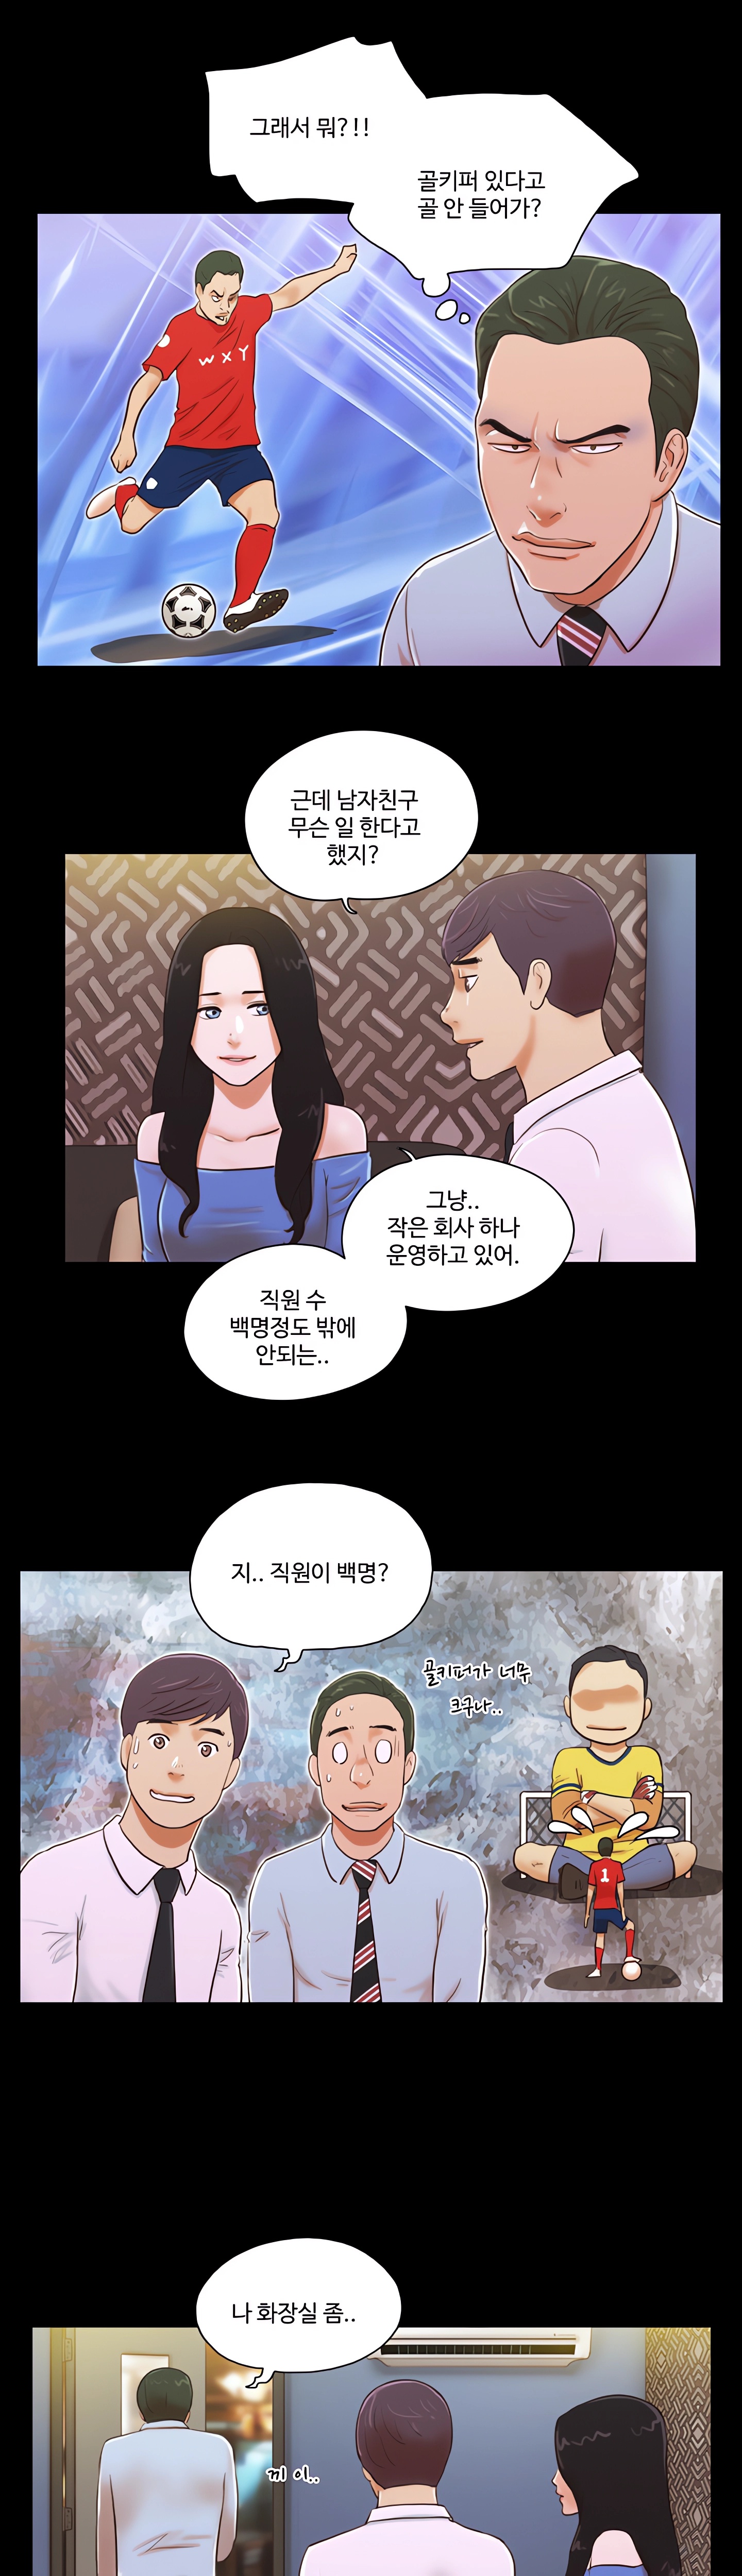 그래서 뭐?!!
골키퍼 있다고
골 안 들어가?
W X Y
근데 남자친구
무슨 일 한다고
했지?
그냥..
작은 회사 하나
운영하고 있어.
직원 수
백명정도 밖에
안되는..
지.. 직원이 백명?
골키퍼가 너무
크구나..
1
나 화장실 좀..
끼 이..